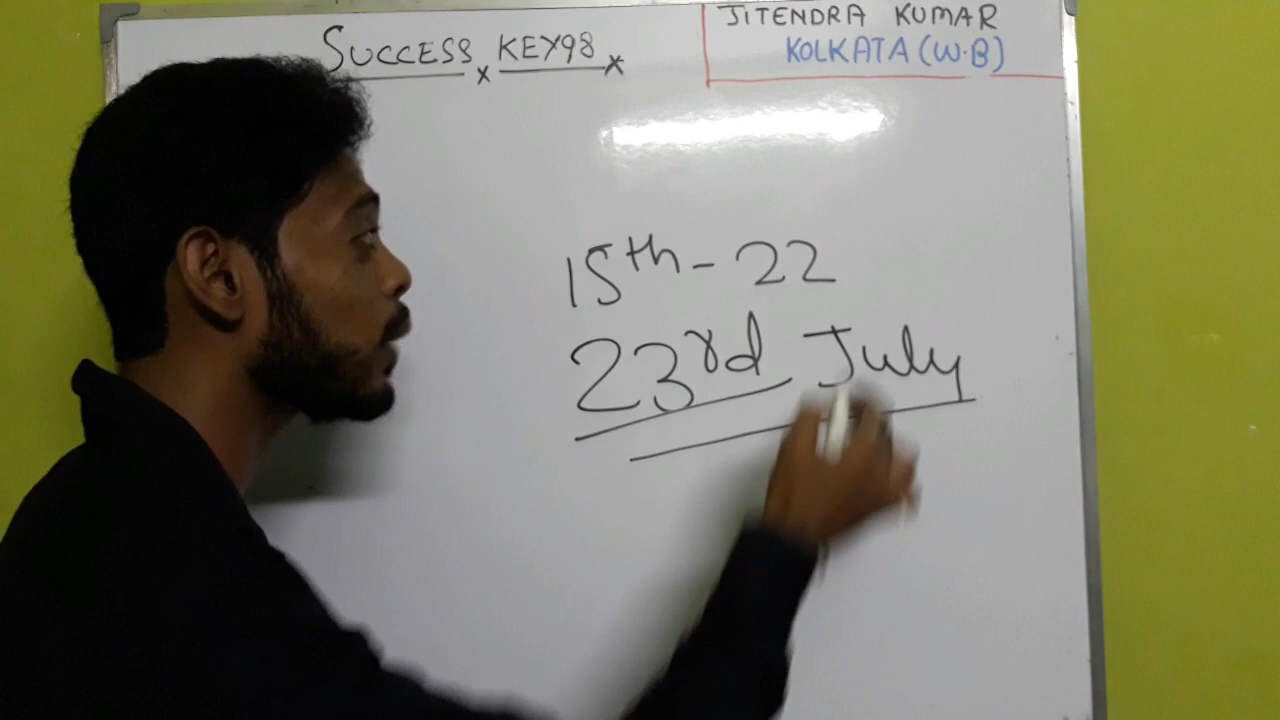 SUCCESS KEY98
JITENDRA KUMAR
KOLKATA (W.B)
15th - 22
23rd July